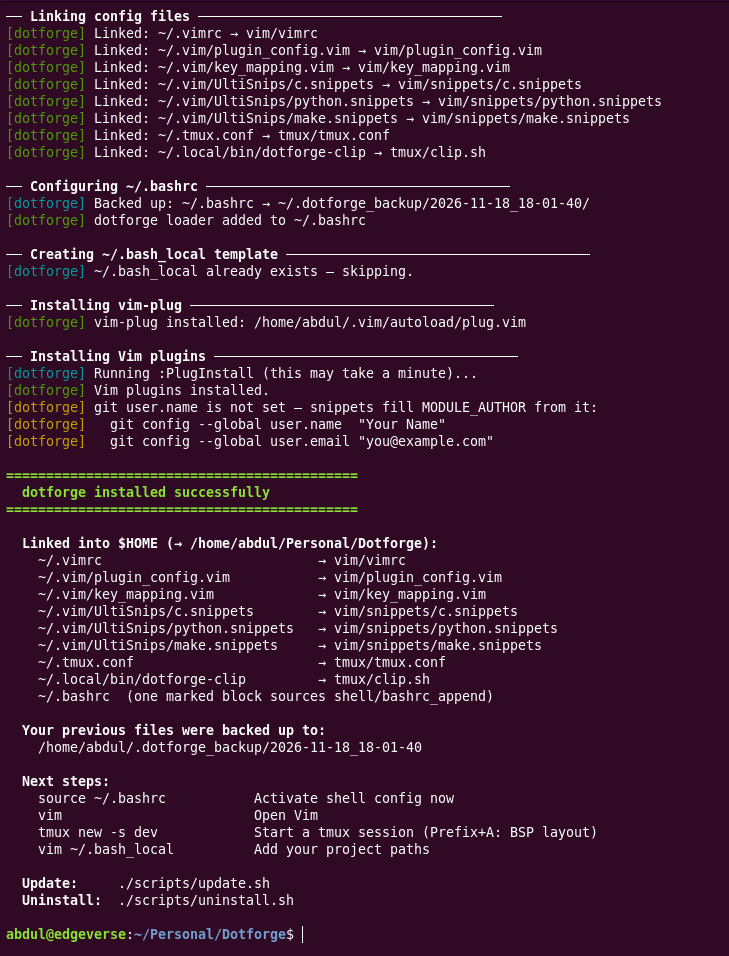 ── Linking config files ──────────────────────────────────────
[dotforge] Linked: ~/.vimrc → vim/vimrc
[dotforge] Linked: ~/.vim/plugin_config.vim → vim/plugin_config.vim
[dotforge] Linked: ~/.vim/key_mapping.vim → vim/key_mapping.vim
[dotforge] Linked: ~/.vim/UltiSnips/c.snippets → vim/snippets/c.snippets
[dotforge] Linked: ~/.vim/UltiSnips/python.snippets → vim/snippets/python.snippets
[dotforge] Linked: ~/.vim/UltiSnips/make.snippets → vim/snippets/make.snippets
[dotforge] Linked: ~/.tmux.conf → tmux/tmux.conf
[dotforge] Linked: ~/.local/bin/dotforge-clip → tmux/clip.sh
── Configuring ~/.bashrc ──────────────────────────────────────
[dotforge] Backed up: ~/.bashrc → ~/.dotforge_backup/2026-11-18_18-01-40/
[dotforge] dotforge loader added to ~/.bashrc
── Creating ~/.bash_local template ──────────────────────────────────────
[dotforge] ~/.bash_local already exists — skipping.
── Installing vim-plug ──────────────────────────────────────
[dotforge] vim-plug installed: /home/abdul/.vim/autoload/plug.vim
── Installing Vim plugins ──────────────────────────────────────
[dotforge] Running :PlugInstall (this may take a minute)...
[dotforge] Vim plugins installed.
[dotforge] git user.name is not set — snippets fill MODULE_AUTHOR from it:
[dotforge]   git config --global user.name  "Your Name"
[dotforge]   git config --global user.email "you@example.com"
============================================
  dotforge installed successfully
============================================
  Linked into $HOME (→ /home/abdul/Personal/Dotforge):
    ~/.vimrc                           → vim/vimrc
    ~/.vim/plugin_config.vim           → vim/plugin_config.vim
    ~/.vim/key_mapping.vim             → vim/key_mapping.vim
    ~/.vim/UltiSnips/c.snippets        → vim/snippets/c.snippets
    ~/.vim/UltiSnips/python.snippets   → vim/snippets/python.snippets
    ~/.vim/UltiSnips/make.snippets     → vim/snippets/make.snippets
    ~/.tmux.conf                       → tmux/tmux.conf
    ~/.local/bin/dotforge-clip         → tmux/clip.sh
    ~/.bashrc  (one marked block sources shell/bashrc_append)
  Your previous files were backed up to:
    /home/abdul/.dotforge_backup/2026-11-18_18-01-40
  Next steps:
    source ~/.bashrc           Activate shell config now
    vim                        Open Vim
    tmux new -s dev            Start a tmux session (Prefix+A: BSP layout)
    vim ~/.bash_local          Add your project paths
  Update:     ./scripts/update.sh
  Uninstall:  ./scripts/uninstall.sh
abdul@edgeverse:~/Personal/Dotforge$